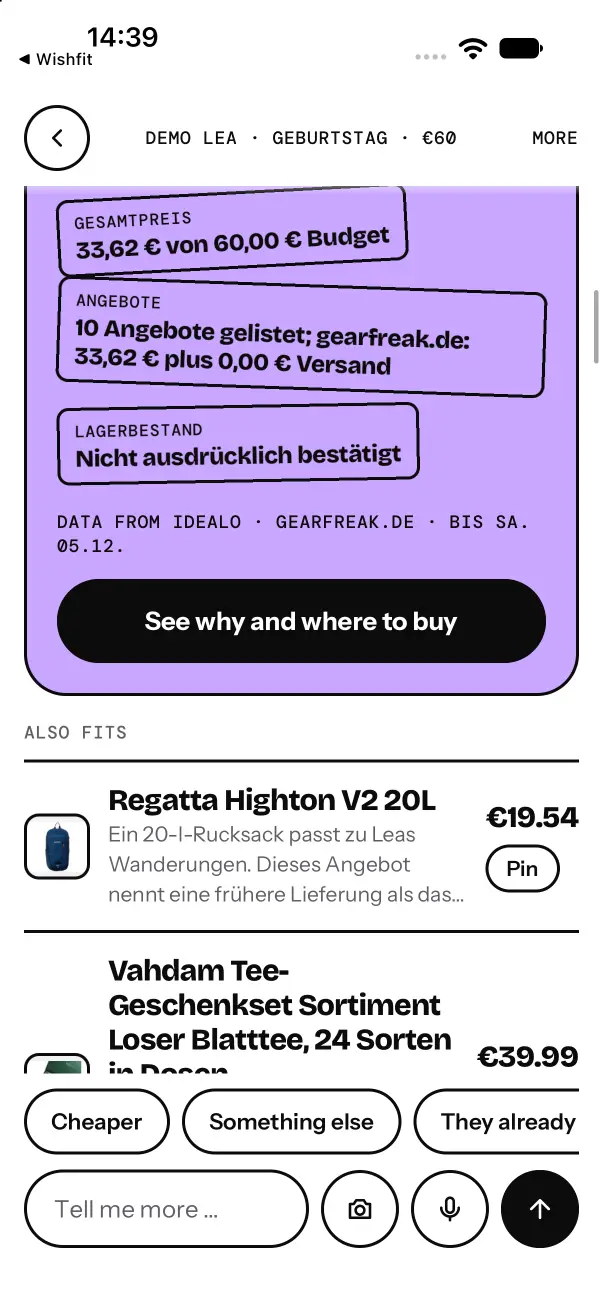 14:39
◀ Wishfit
DEMO LEA · GEBURTSTAG · €60
MORE
GESAMTPREIS
33,62 € von 60,00 € Budget
ANGEBOTE
10 Angebote gelistet; gearfreak.de:
33,62 € plus 0,00 € Versand
LAGERBESTAND
Nicht ausdrücklich bestätigt
DATA FROM IDEALO · GEARFREAK.DE · BIS SA.
05.12.
See why and where to buy
ALSO FITS
Regatta Highton V2 20L
Ein 20-l-Rucksack passt zu Leas
Wanderungen. Dieses Angebot
nennt eine frühere Lieferung als das...
€19.54
Pin
Vahdam Tee-
Geschenkset Sortiment
Loser Blatttee, 24 Sorten
in Dosen
€39.99
Cheaper
Something else
They already
Tell me more ...